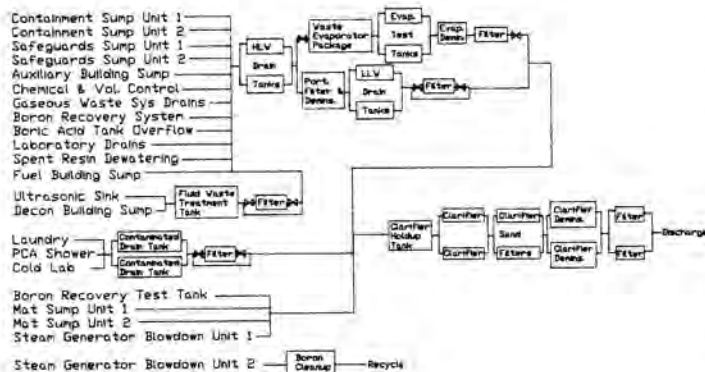 Containment Sump Unit 1
Containment Sump Unit 2
Safeguards Sump Unit 1
Safeguards Sump Unit 2
Auxiliary Building Sump
Chemical & Vol. Control
Gaseous Waste Sys Drains
Boron Recovery System
Boric Acid Tank Overflow
Laboratory Drains
Spent Resin Dewatering
Fuel Building Sump
HLW
Drain
Tanks
Waste
Evaporator
Package
Evap.
Test
Tanks
Evap.
Demin.
Filter
Port.
Filter &
Demins.
LLW
Drain
Tanks
Filter
Ultrasonic Sink
Decon Building Sump
Fluid Waste
Treatment
Tank
Filter
Laundry
PCA Shower
Cold Lab
Contaminated
Drain Tank
Contaminated
Drain Tank
Filter
Clarifier
Holdup
Tank
Clarifier
Clarifier
Clarifier
Sand
Filters
Clarifier
Demins.
Clarifier
Demins.
Filter
Filter
Discharge
Boron Recovery Test Tank
Mat Sump Unit 1
Mat Sump Unit 2
Steam Generator Blowdown Unit 1
Steam Generator Blowdown Unit 2
Boron
Cleanup
Recycle